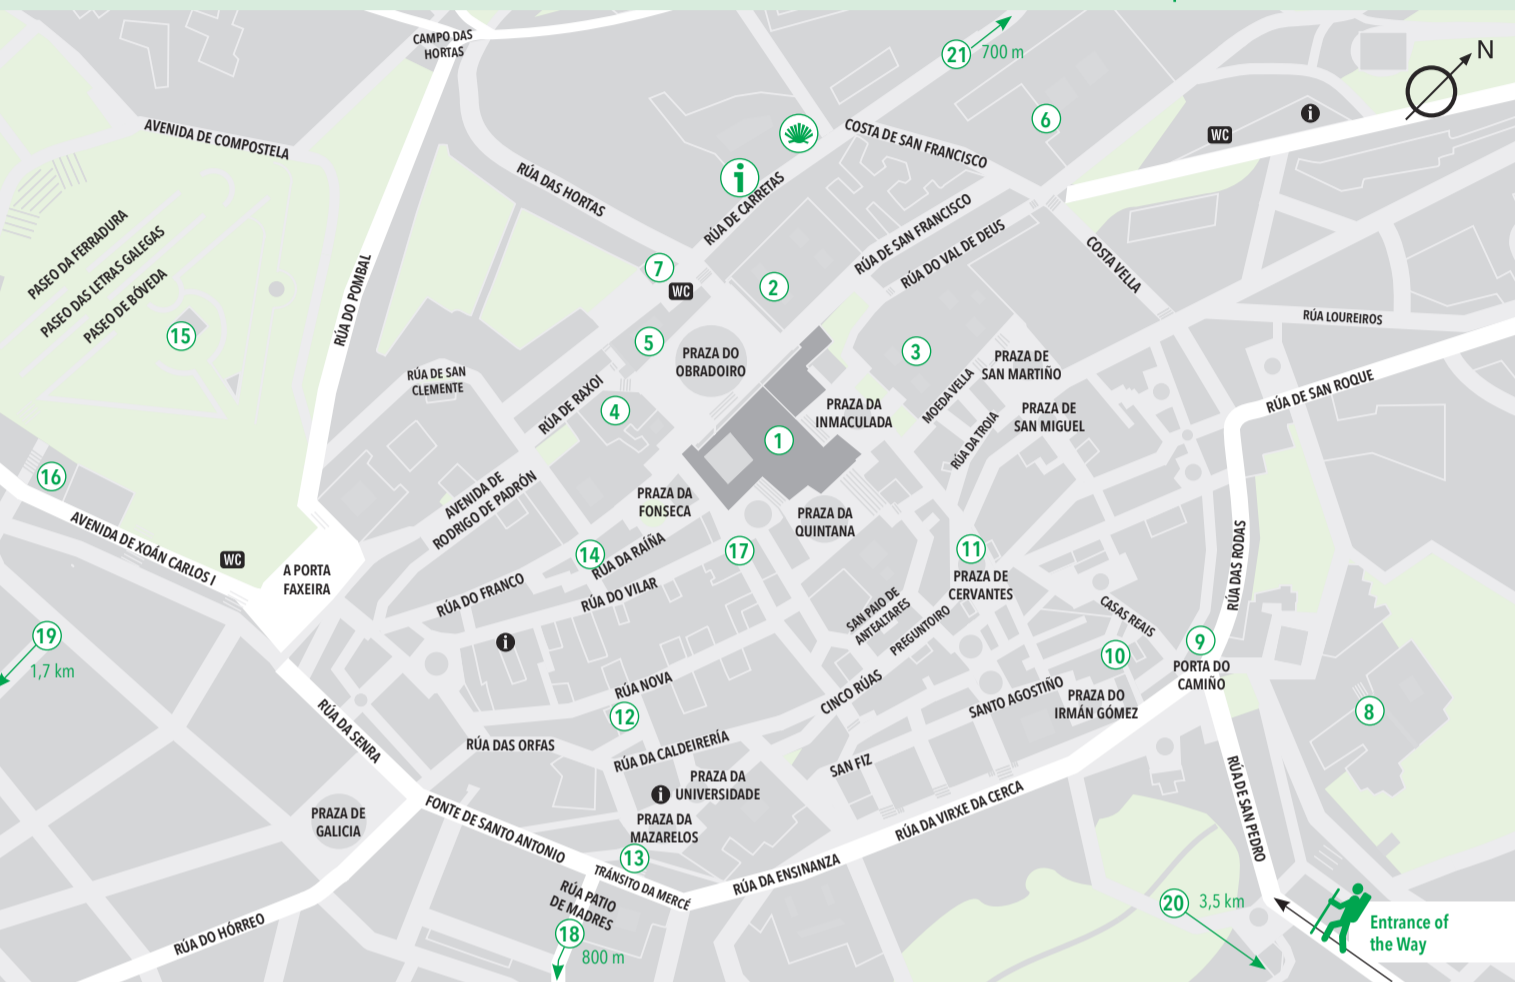 CAMPO DAS
HORTAS
21
700 m
N
AVENIDA DE COMPOSTELA
COSTA DE SAN FRANCISCO
6
WC
i
i
RÚA DAS HORTAS
RÚA DE CARRETAS
PASEO DA FERRADURA
PASEO DAS LETRAS GALEGAS
PASEO DE BÓVEDA
15
RÚA DO POMBAL
7
WC
2
RÚA DE SAN FRANCISCO
RÚA DO VAL DE DEUS
COSTA VELLA
RÚA LOUREIROS
5
PRAZA DO
OBRADOIRO
3
PRAZA DE
SAN MARTIÑO
RÚA DE SAN
CLEMENTE
RÚA DE RAXOI
4
MOEDA VELLA
PRAZA DA
INMACULADA
PRAZA DE
SAN MIGUEL
RÚA DA TROIA
RÚA DE SAN ROQUE
1
16
AVENIDA DE
RODRIGO DE PADRÓN
PRAZA DA
FONSECA
PRAZA DA
QUINTANA
AVENIDA DE XOÁN CARLOS I
WC
A PORTA
FAXEIRA
14
RÚA DA RAÍÑA
17
11
PRAZA DE
CERVANTES
RÚA DAS RODAS
RÚA DO FRANCO
RÚA DO VILAR
SAN PAIO DE
ANTEALTARES
PREGUNTOIRO
CASAS REAIS
19
1,7 km
i
10
9
PORTA DO
CAMIÑO
RÚA NOVA
12
CINCO RÚAS
SANTO AGOSTIÑO
PRAZA DO
IRMÁN GÓMEZ
8
RÚA DA SENRA
RÚA DAS ORFAS
RÚA DA CALDEIRERÍA
SAN FIZ
PRAZA DA
UNIVERSIDADE
i
PRAZA DE
GALICIA
FONTE DE SANTO ANTONIO
PRAZA DA
MAZARELOS
13
RÚA DA VIRXE DA CERCA
RÚA DE SAN PEDRO
TRÁNSITO DA MERCÉ
RÚA DA ENSINANZA
RÚA PATIO
DE MADRES
20
3,5 km
Entrance of
the Way
RÚA DO HÓRREO
18
800 m